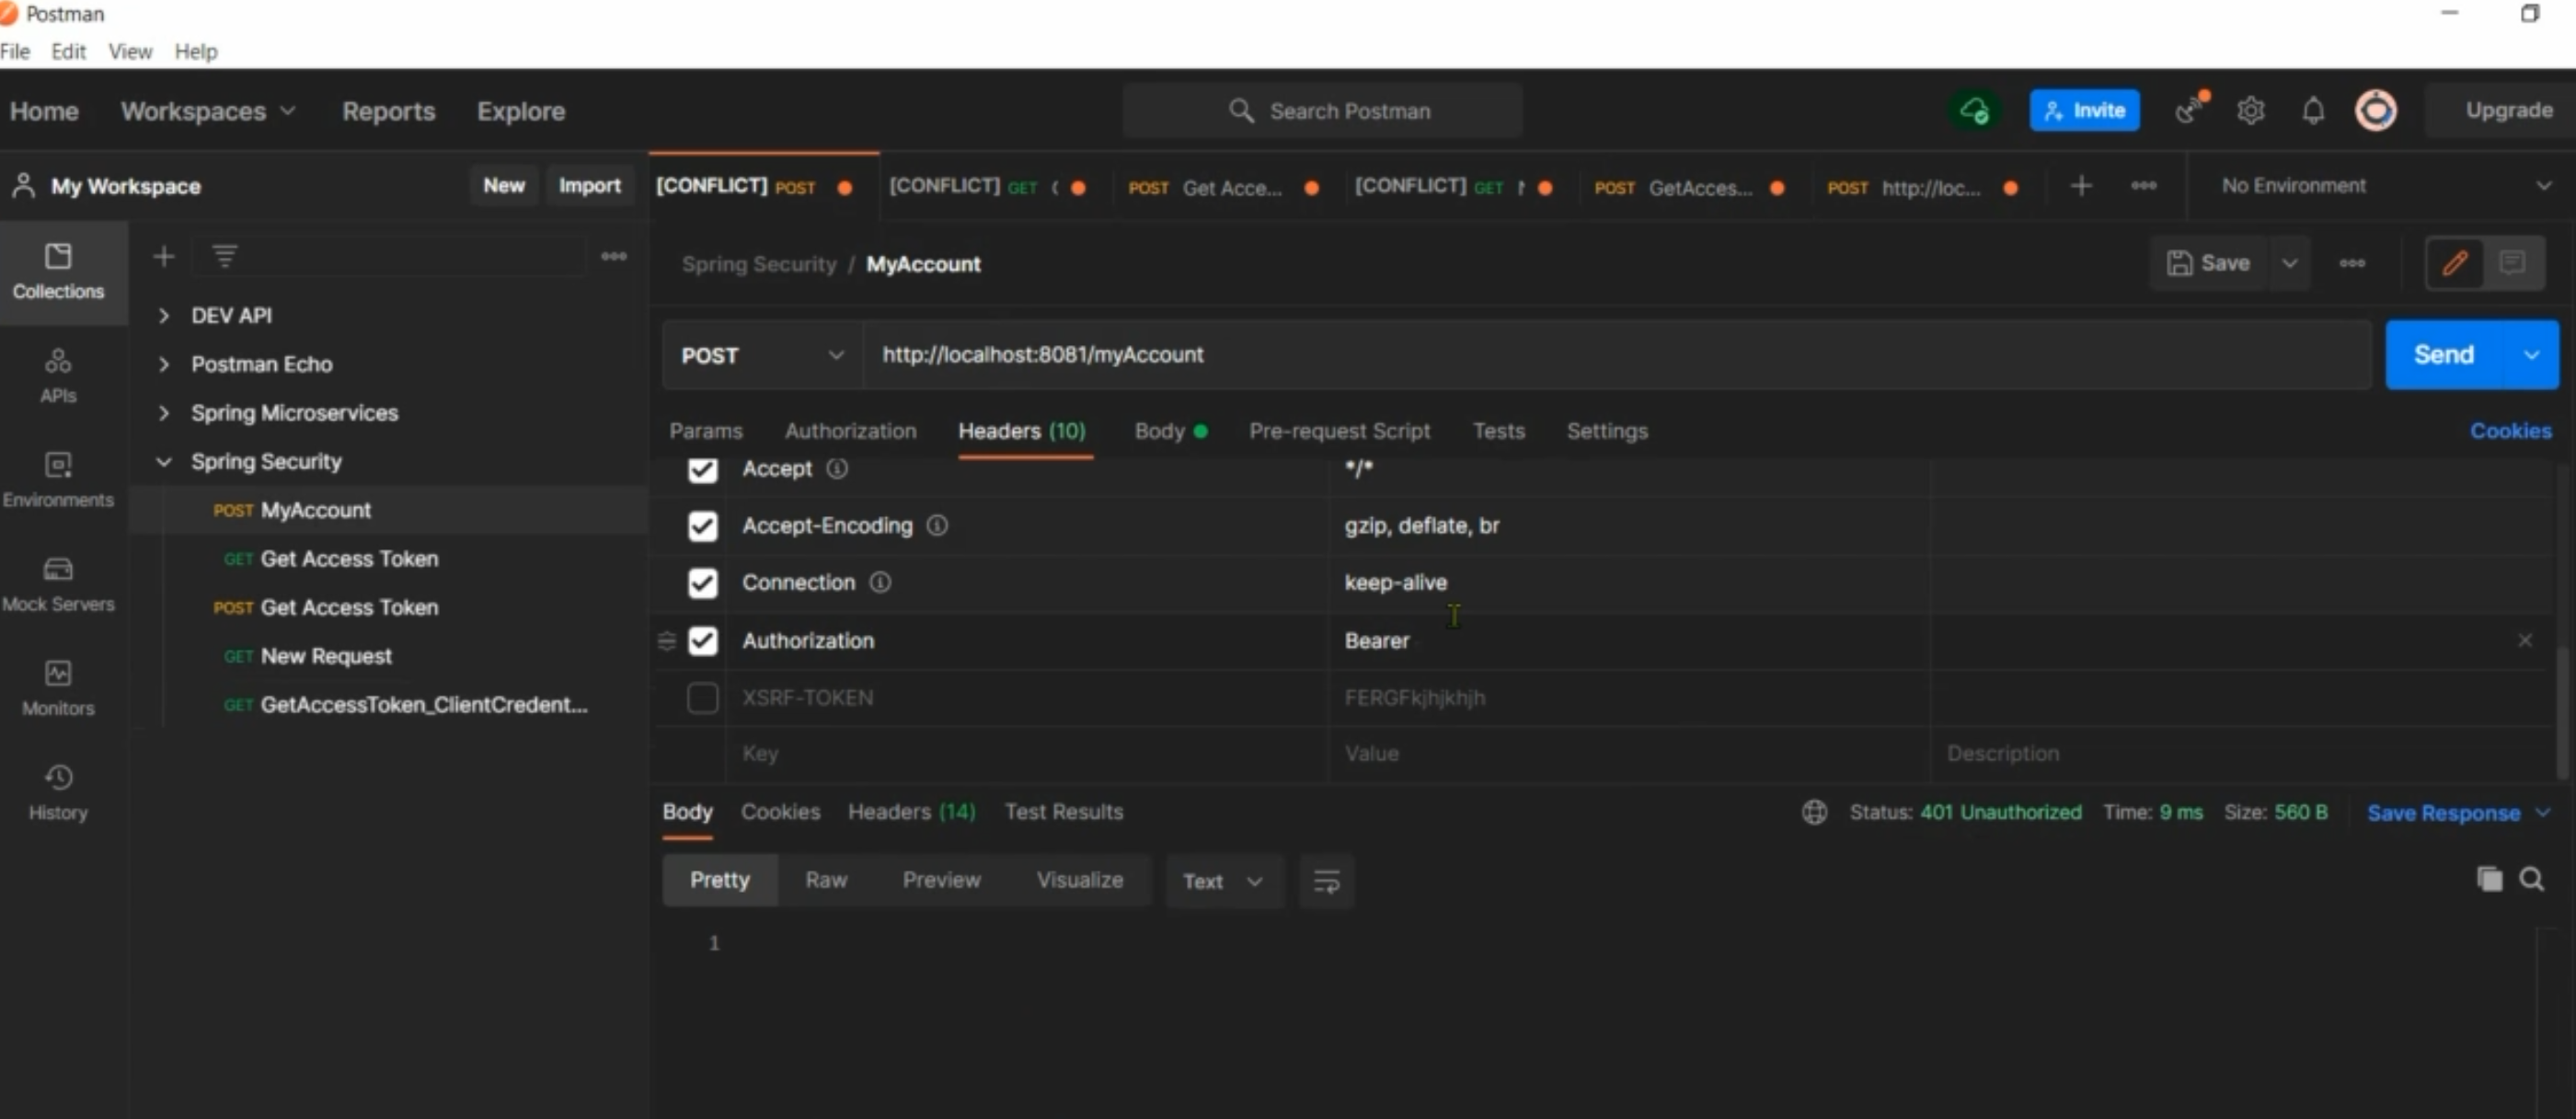 Postman
File Edit View Help
Home Workspaces Reports Explore
Search Postman
Invite
Upgrade
My Workspace
New Import
[CONFLICT] POST
[CONFLICT] GET
POST Get Acce...
[CONFLICT] GET
POST GetAcces...
POST http://loc...
No Environment
Collections
APIs
Environments
Mock Servers
Monitors
History
DEV API
Postman Echo
Spring Microservices
Spring Security
POST MyAccount
GET Get Access Token
POST Get Access Token
GET New Request
GET GetAccessToken_ClientCredent...
Spring Security / MyAccount
Save
POST http://localhost:8081/myAccount
Send
Params Authorization Headers (10) Body Pre-request Script Tests Settings
Cookies
Accept */*
Accept-Encoding gzip, deflate, br
Connection keep-alive
Authorization Bearer
XSRF-TOKEN FERGFkjhjkhjh
Key Value Description
Body Cookies Headers (14) Test Results
Status: 401 Unauthorized Time: 9 ms Size: 560 B Save Response
Pretty Raw Preview Visualize Text
1